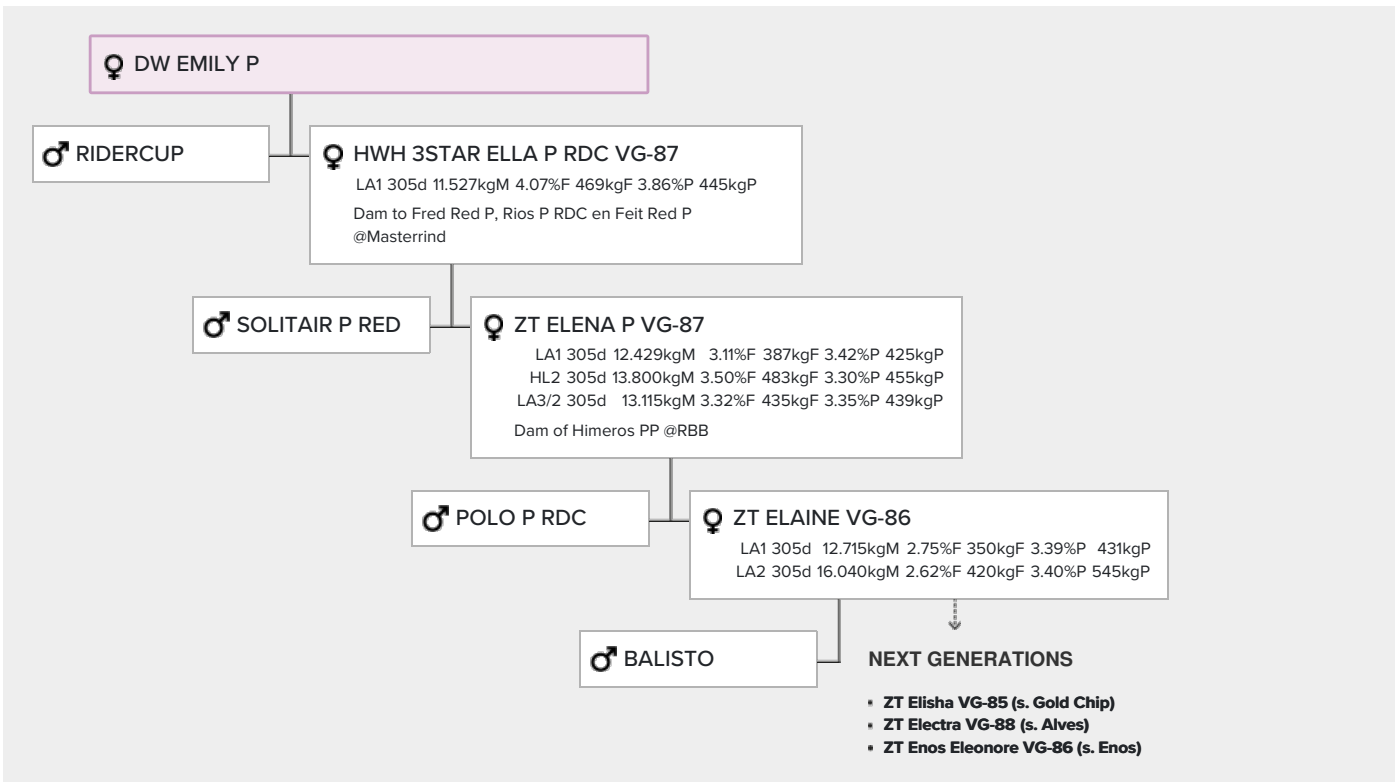 DW EMILY P
RIDERCUP
HWH 3STAR ELLA P RDC VG-87
LA1 305d 11.527kgM 4.07%F 469kgF 3.86%P 445kgP
Dam to Fred Red P, Rios P RDC en Feit Red P
@Masterrind
SOLITAIR P RED
ZT ELENA P VG-87
LA1 305d 12.429kgM 3.11%F 387kgF 3.42%P 425kgP
HL2 305d 13.800kgM 3.50%F 483kgF 3.30%P 455kgP
LA3/2 305d 13.115kgM 3.32%F 435kgF 3.35%P 439kgP
Dam of Himeros PP @RBB
POLO P RDC
ZT ELAINE VG-86
LA1 305d 12.715kgM 2.75%F 350kgF 3.39%P 431kgP
LA2 305d 16.040kgM 2.62%F 420kgF 3.40%P 545kgP
BALISTO
NEXT GENERATIONS
ZT Elisha VG-85 (s. Gold Chip)
ZT Electra VG-88 (s. Alves)
ZT Enos Eleonore VG-86 (s. Enos)